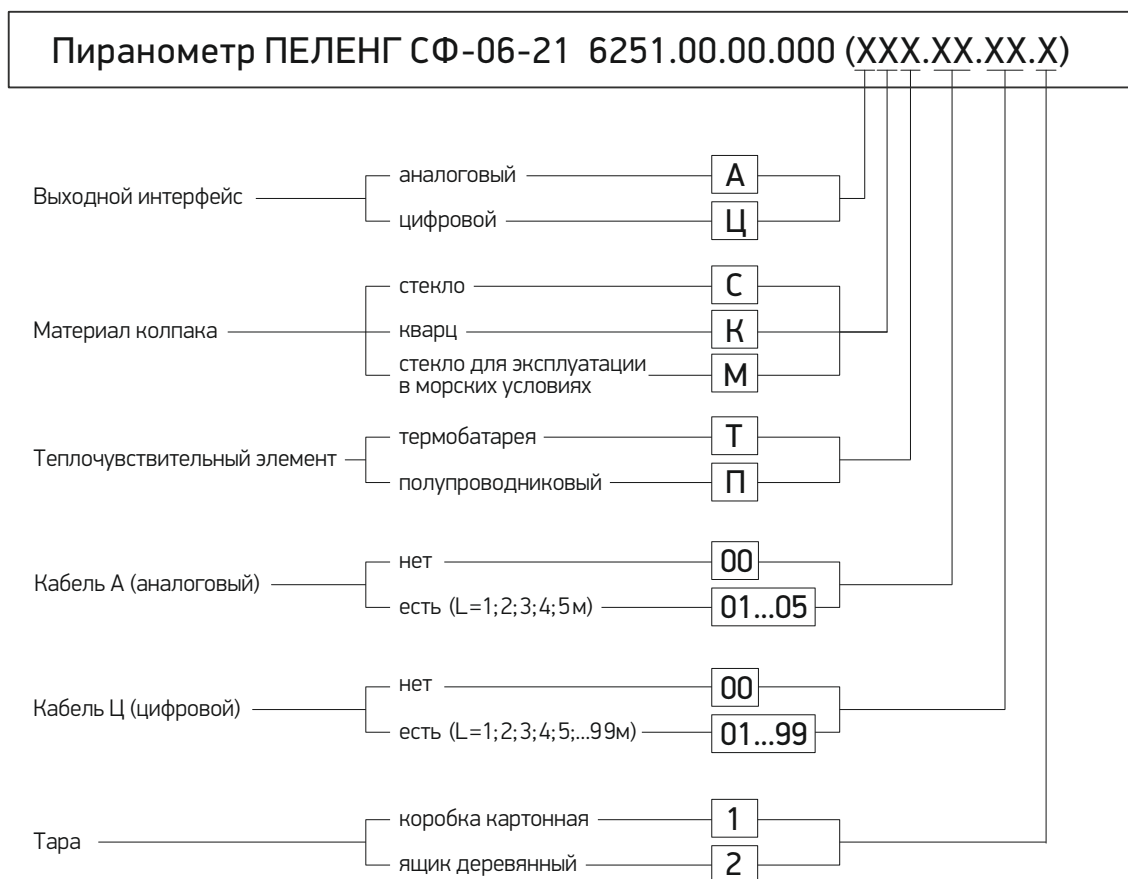 Пиранометр ПЕЛЕНГ СФ-06-21 6251.00.00.000 (XXX.XX.XX.X)
Выходной интерфейс
аналоговый
А
цифровой
Ц
Материал колпака
стекло
С
кварц
К
стекло для эксплуатации
в морских условиях
М
Теплочувствительный элемент
термобатарея
Т
полупроводниковый
П
Кабель А (аналоговый)
нет
00
есть (L=1;2;3;4;5м)
01...05
Кабель Ц (цифровой)
нет
00
есть (L=1;2;3;4;5;...99м)
01...99
Тара
коробка картонная
1
ящик деревянный
2